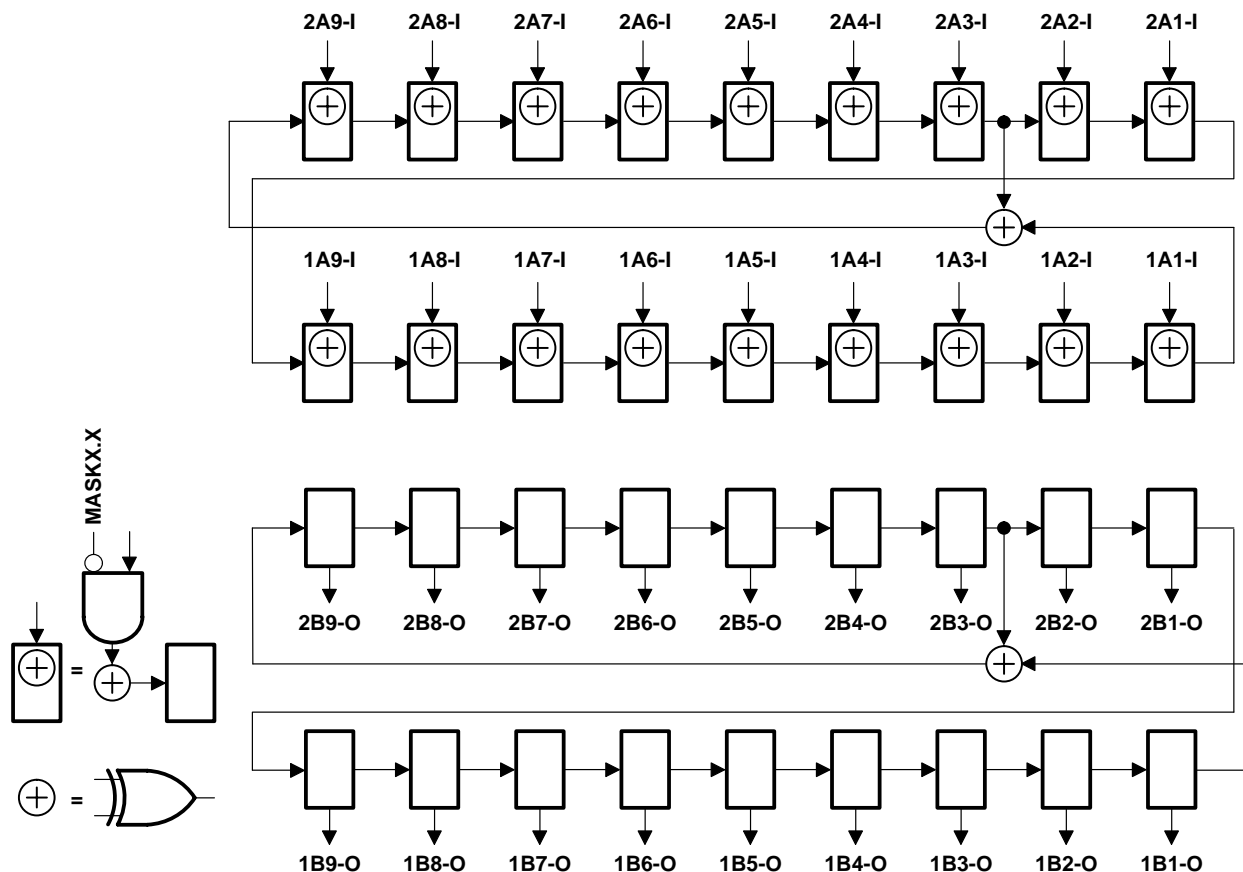 2A9-I 2A8-I 2A7-I 2A6-I 2A5-I 2A4-I 2A3-I 2A2-I 2A1-I
1A9-I 1A8-I 1A7-I 1A6-I 1A5-I 1A4-I 1A3-I 1A2-I 1A1-I
MASKX.X
2B9-O 2B8-O 2B7-O 2B6-O 2B5-O 2B4-O 2B3-O 2B2-O 2B1-O
=
=
1B9-O 1B8-O 1B7-O 1B6-O 1B5-O 1B4-O 1B3-O 1B2-O 1B1-O